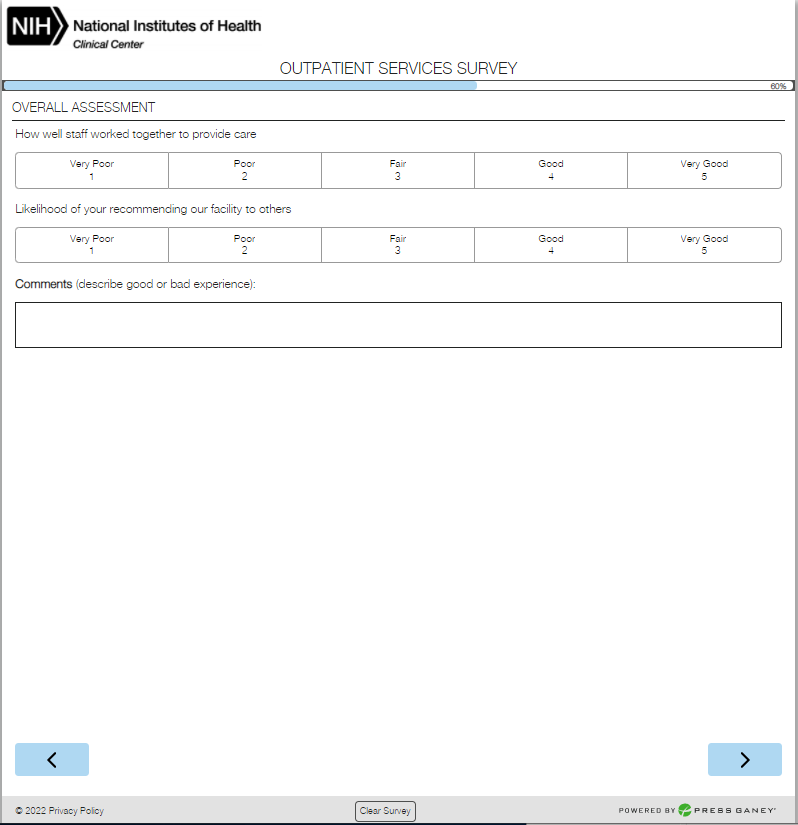 NIH National Institutes of Health
Clinical Center
OUTPATIENT SERVICES SURVEY
60%
OVERALL ASSESSMENT
How well staff worked together to provide care
Very Poor Poor Fair Good Very Good
1 2 3 4 5
Likelihood of your recommending our facility to others
Very Poor Poor Fair Good Very Good
1 2 3 4 5
Comments (describe good or bad experience):
© 2022 Privacy Policy Clear Survey POWERED BY PRESS GANEY